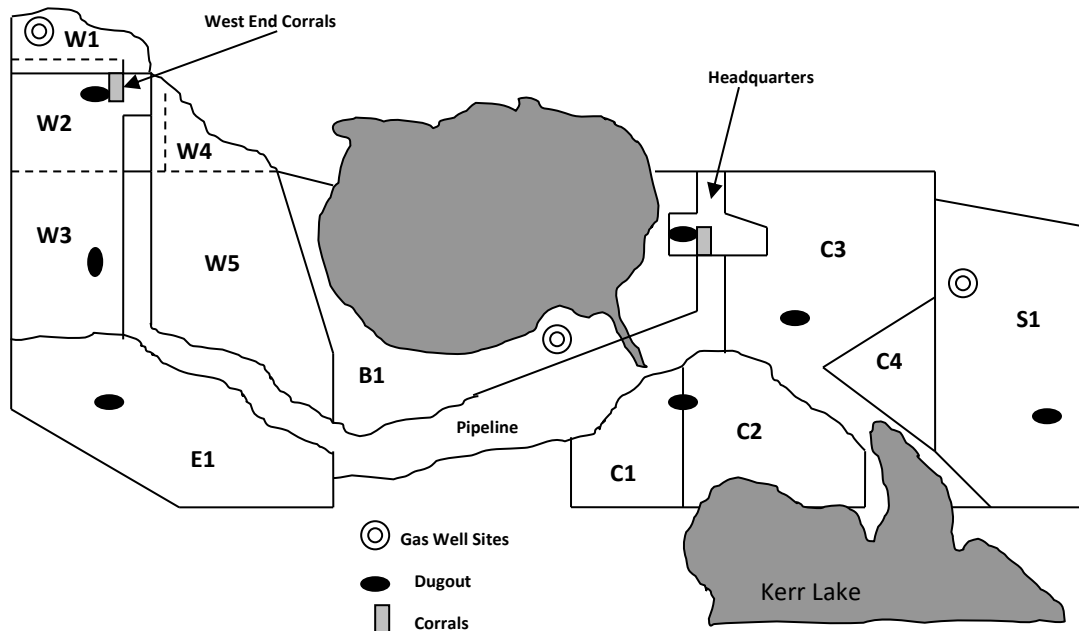 West End Corrals
W1
Headquarters
W2
W4
W3
W5
C3
S1
B1
C4
Pipeline
C2
E1
C1
Gas Well Sites
Dugout
Kerr Lake
Corrals